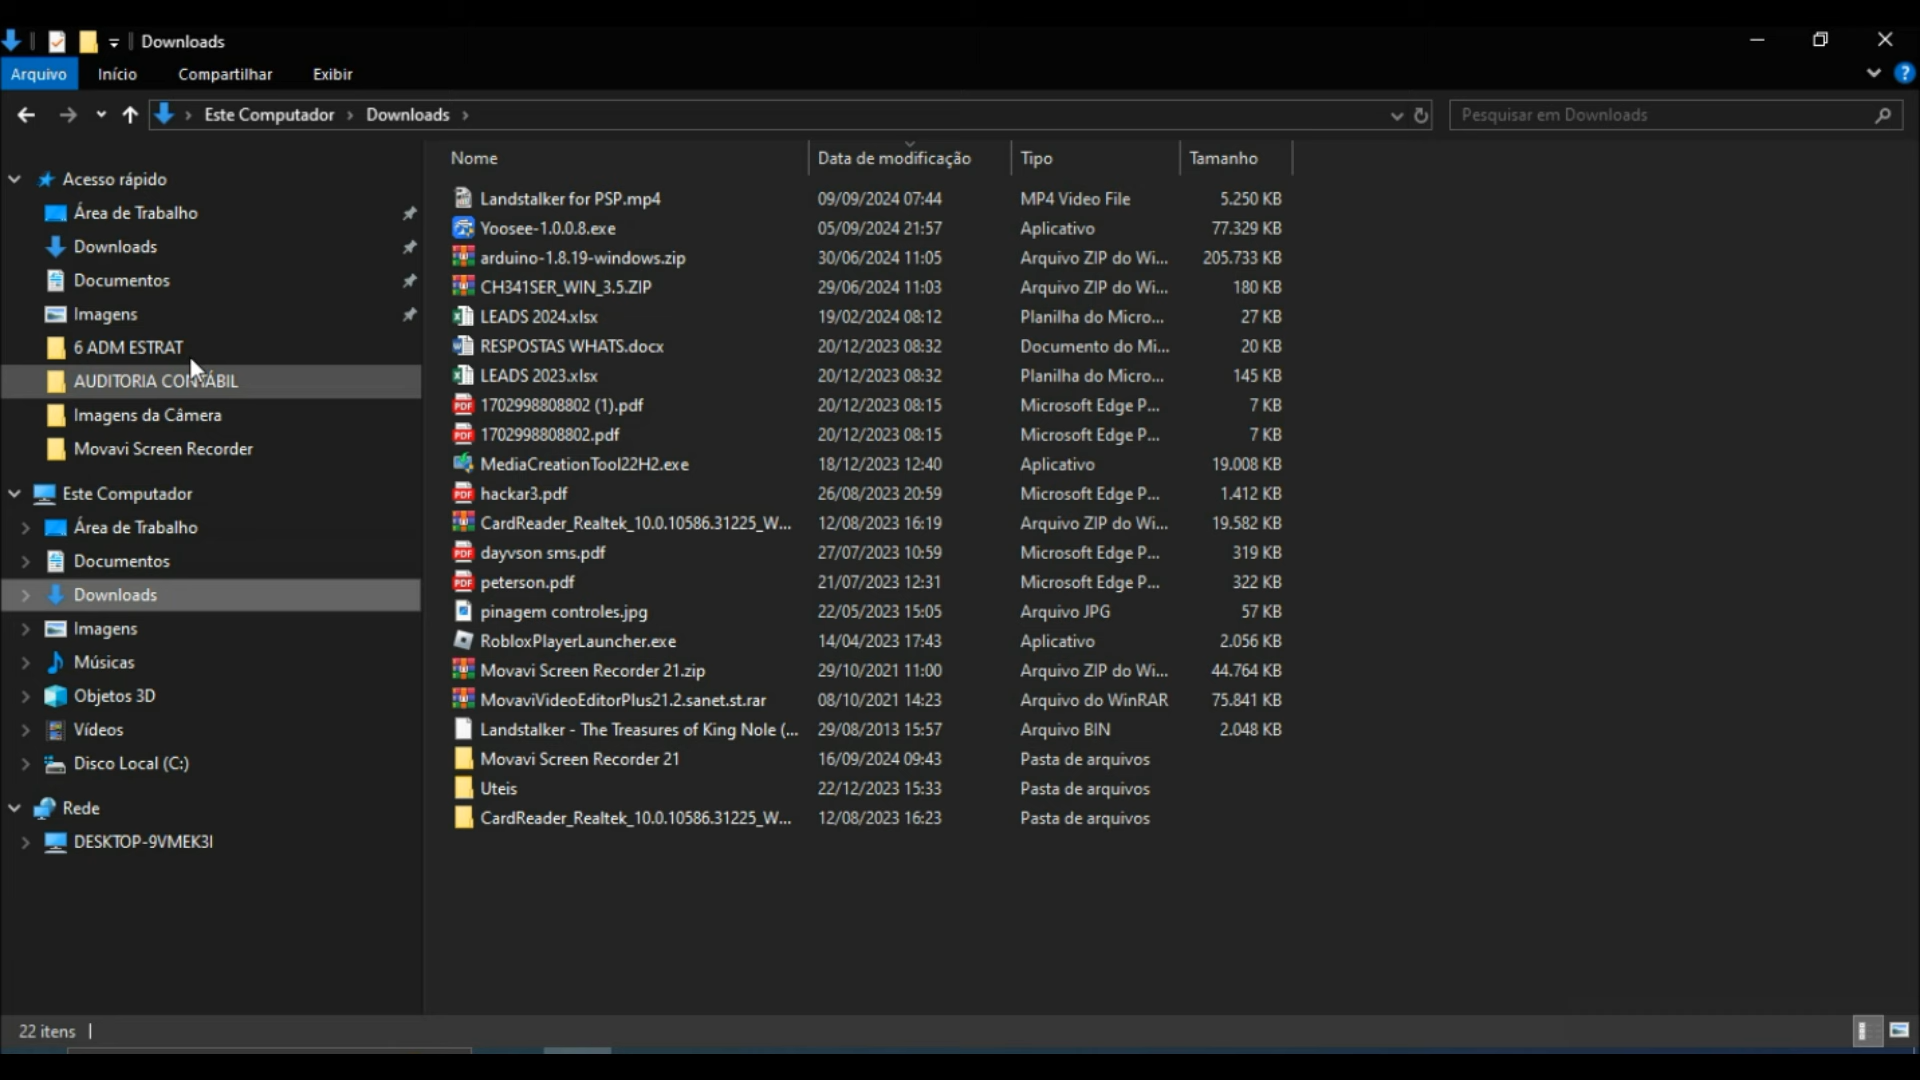 Downloads
Arquivo Início Compartilhar Exibir
Este Computador > Downloads > Pesquisar em Downloads
Nome Data de modificação Tipo Tamanho
Acesso rápido
Área de Trabalho
Downloads
Documentos
Imagens
6 ADM ESTRAT
AUDITORIA CONTÁBIL
Imagens da Câmera
Movavi Screen Recorder
Este Computador
Área de Trabalho
Documentos
Downloads
Imagens
Músicas
Objetos 3D
Vídeos
Disco Local (C:)
Rede
DESKTOP-9VMEK3I
Landstalker for PSP.mp4 09/09/2024 07:44 MP4 Video File 5.250 KB
Yoosee-1.0.0.8.exe 05/09/2024 21:57 Aplicativo 77.329 KB
arduino-1.8.19-windows.zip 30/06/2024 11:05 Arquivo ZIP do Wi... 205.733 KB
CH341SER_WIN_3.5.ZIP 29/06/2024 11:03 Arquivo ZIP do Wi... 180 KB
LEADS 2024.xlsx 19/02/2024 08:12 Planilha do Micro... 27 KB
RESPOSTAS WHATS.docx 20/12/2023 08:32 Documento do Mi... 20 KB
LEADS 2023.xlsx 20/12/2023 08:32 Planilha do Micro... 145 KB
1702998808802 (1).pdf 20/12/2023 08:15 Microsoft Edge P... 7 KB
1702998808802.pdf 20/12/2023 08:15 Microsoft Edge P... 7 KB
MediaCreationTool22H2.exe 18/12/2023 12:40 Aplicativo 19.008 KB
hackar3.pdf 26/08/2023 20:59 Microsoft Edge P... 1.412 KB
CardReader_Realtek_10.0.10586.31225_W... 12/08/2023 16:19 Arquivo ZIP do Wi... 19.582 KB
dayvson sms.pdf 27/07/2023 10:59 Microsoft Edge P... 319 KB
peterson.pdf 21/07/2023 12:31 Microsoft Edge P... 322 KB
pinagem controles.jpg 22/05/2023 15:05 Arquivo JPG 57 KB
RobloxPlayerLauncher.exe 14/04/2023 17:43 Aplicativo 2.056 KB
Movavi Screen Recorder 21.zip 29/10/2021 11:00 Arquivo ZIP do Wi... 44.764 KB
MovaviVideoEditorPlus21.2.sanet.st.rar 08/10/2021 14:23 Arquivo do WinRAR 75.841 KB
Landstalker - The Treasures of King Nole (... 29/08/2013 15:57 Arquivo BIN 2.048 KB
Movavi Screen Recorder 21 16/09/2024 09:43 Pasta de arquivos
Uteis 22/12/2023 15:33 Pasta de arquivos
CardReader_Realtek_10.0.10586.31225_W... 12/08/2023 16:23 Pasta de arquivos
22 itens